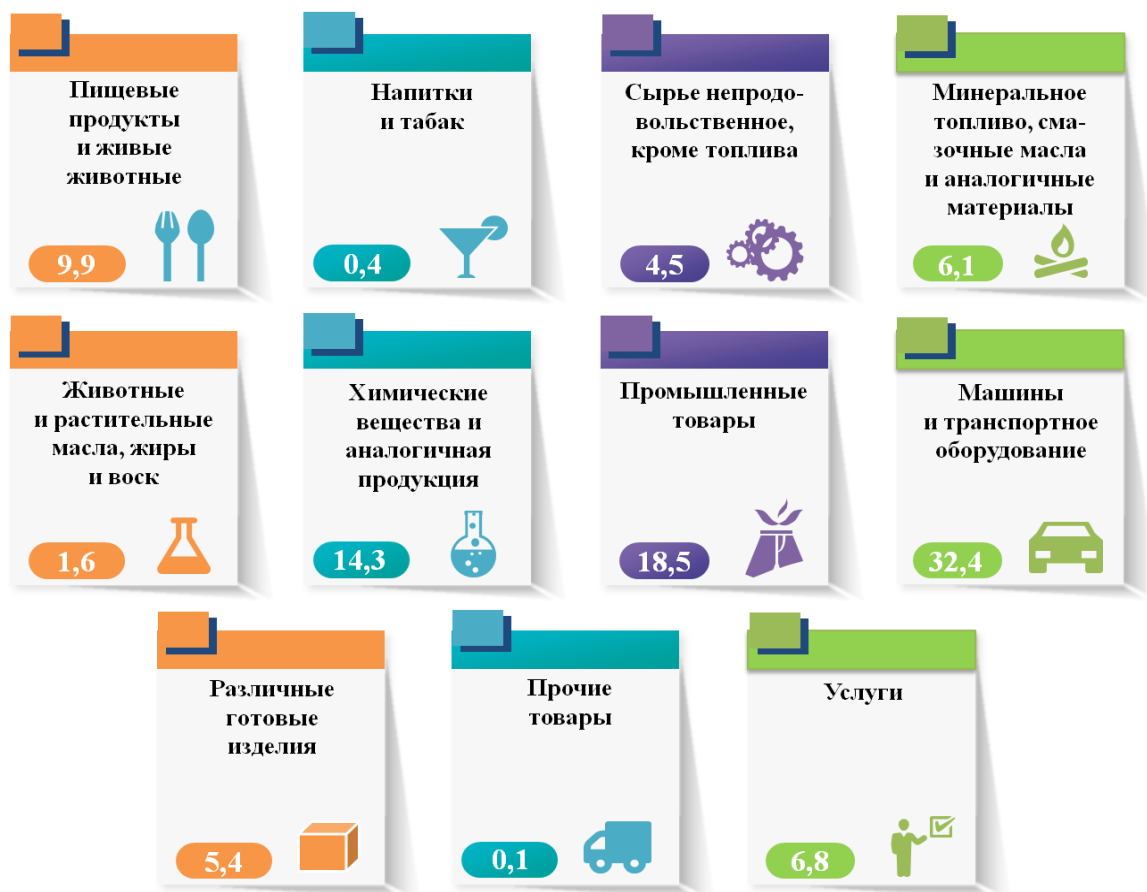 Пищевые
продукты
и живые
животные
9,9
Напитки
и табак
0,4
Сырье непродо-
вольственное,
кроме топлива
4,5
Минеральное
топливо, сма-
зочные масла
и аналогичные
материалы
6,1
Животные
и растительные
масла, жиры
и воск
1,6
Химические
вещества и
аналогичная
продукция
14,3
Промышленные
товары
18,5
Машины
и транспортное
оборудование
32,4
Различные
готовые
изделия
5,4
Прочие
товары
0,1
Услуги
6,8